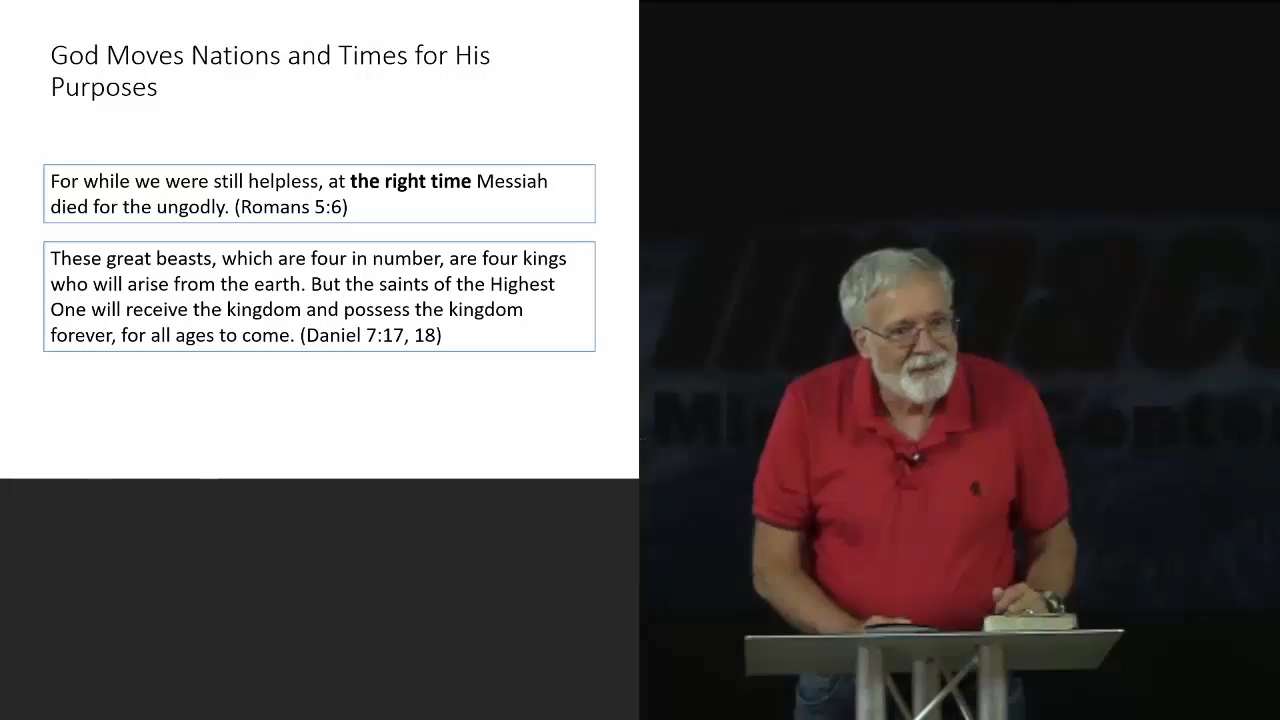 God Moves Nations and Times for His
Purposes
For while we were still helpless, at the right time Messiah
died for the ungodly. (Romans 5:6)
These great beasts, which are four in number, are four kings
who will arise from the earth. But the saints of the Highest
One will receive the kingdom and possess the kingdom
forever, for all ages to come. (Daniel 7:17, 18)